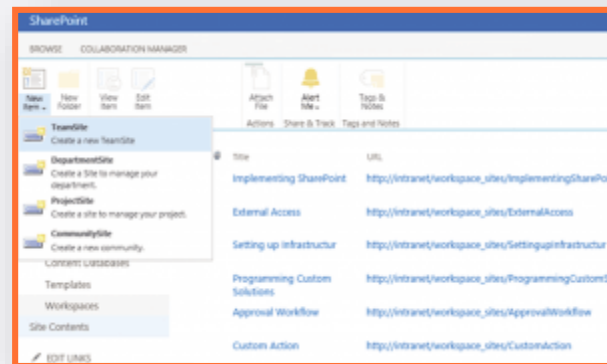 SharePoint
BROWSE COLLABORATION MANAGER
New Item
New Folder
View Item
Edit Item
Attach File
Alert Me
Tags & Notes
Actions Share & Track Tags and Notes
TeamSite
Create a new TeamSite
DepartmentSite
Create a Site to manage your
department.
ProjectSite
Create a site to manage your project.
CommunitySite
Create a new community.
Content Databases
Templates
Workspaces
Site Contents
EDIT LINKS
Title URL
Implementing SharePoint http://intranet/workspace_sites/ImplementingSharePo
External Access http://intranet/workspace_sites/ExternalAccess
Setting up Infrastructur http://intranet/workspace_sites/SettingupInfrastructur
Programming Custom
Solutions
http://intranet/workspace_sites/ProgrammingCustomS
Approval Workflow http://intranet/workspace_sites/ApprovalWorkflow
Custom Action http://intranet/workspace_sites/CustomAction